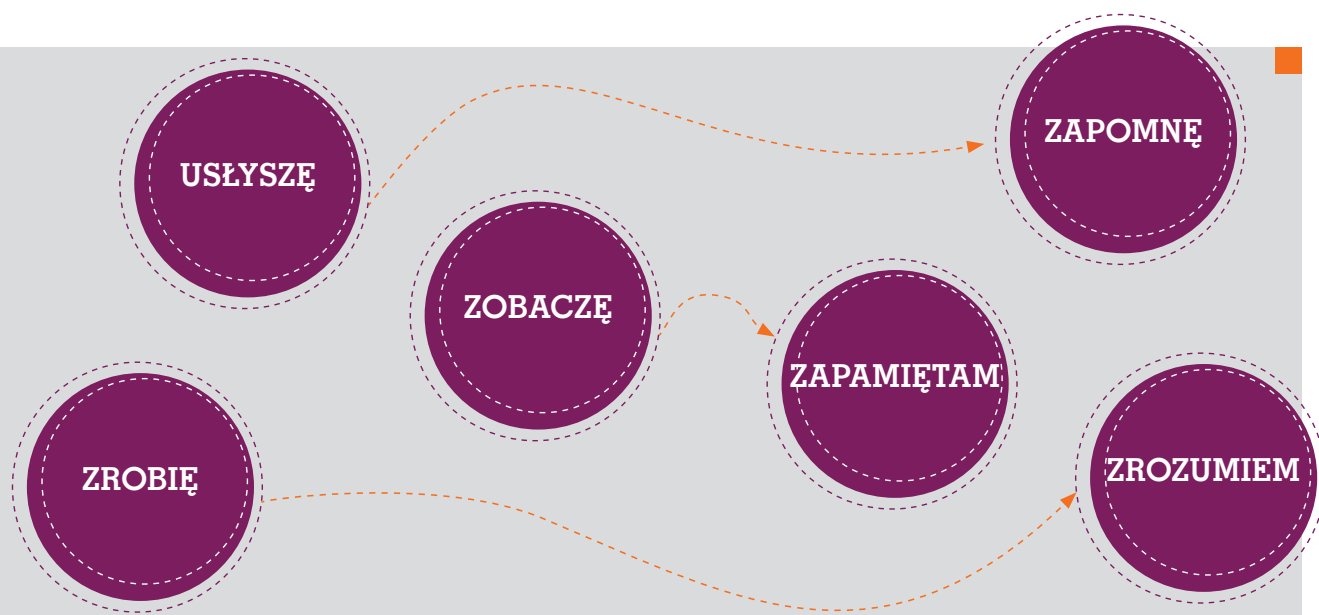 USŁYSZĘ
ZAPOMNĘ
ZOBACZĘ
ZAPAMIĘTAM
ZROBIĘ
ZROZUMIEM